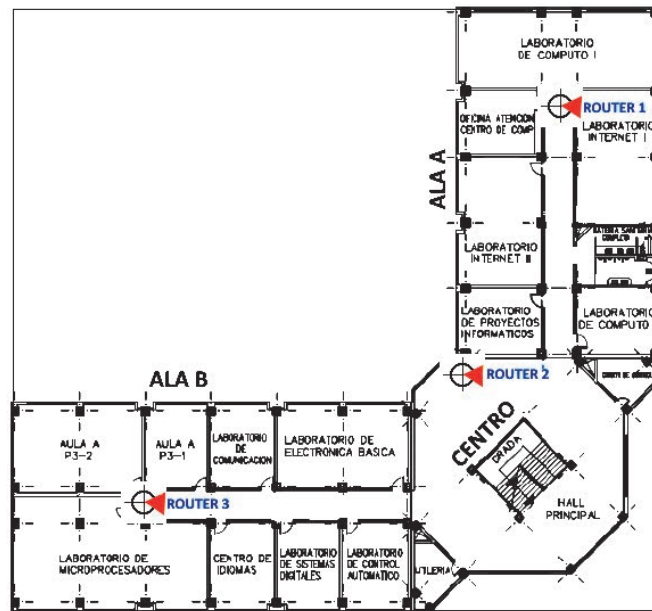 LABORATORIO
DE COMPUTO I
ROUTER 1
OFICINA ATENCION
CENTRO DE COMP
LABORATORIO
INTERNET I
ALA A
LABORATORIO
INTERNET II
LABORATORIO
DE PROYECTOS
INFORMATICOS
LABORATORIO
DE COMPUTO
ROUTER 2
ALA B
CENTRO
GRADA
HALL
PRINCIPAL
AULA A
P3-2
AULA A
P3-1
LABORATORIO
DE
COMUNICACION
LABORATORIO DE
ELECTRONICA BASICA
ROUTER 3
LABORATORIO DE
MICROPROCESADORES
CENTRO DE
IDIOMAS
LABORATORIO
DE SISTEMAS
DIGITALES
LABORATORIO
DE CONTROL
AUTOMATICO
UTILERIA